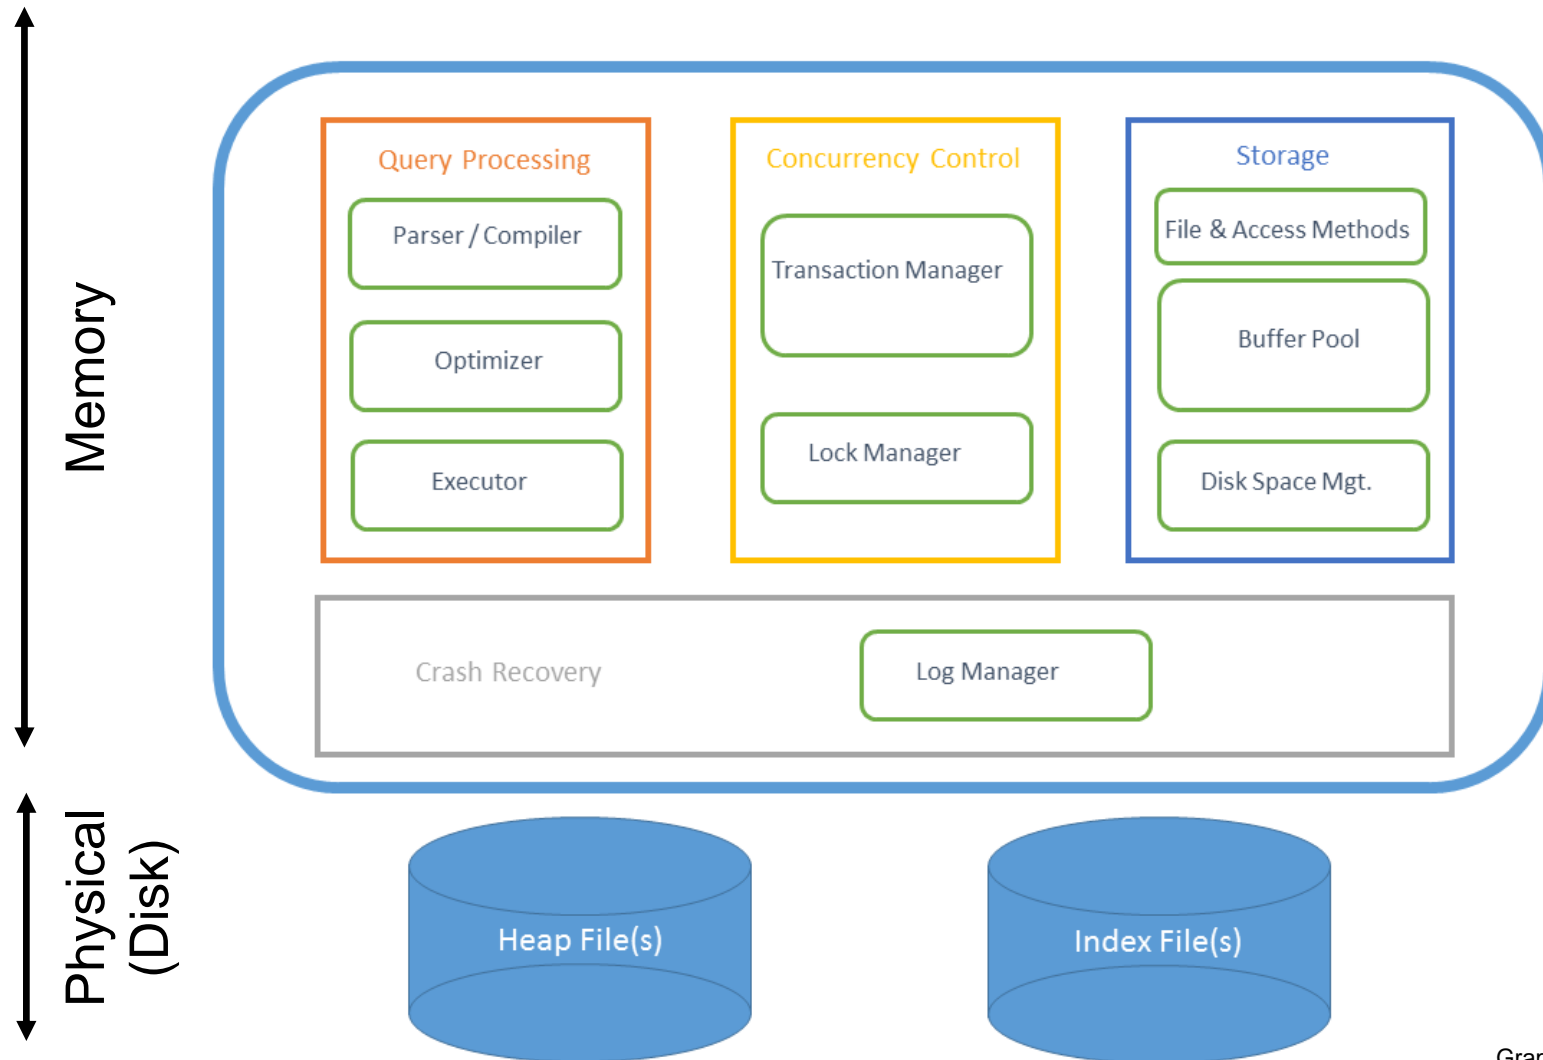 Memory
Query Processing
Parser / Compiler
Optimizer
Executor
Concurrency Control
Transaction Manager
Lock Manager
Storage
File & Access Methods
Buffer Pool
Disk Space Mgt.
Crash Recovery
Log Manager
Physical
(Disk)
Heap File(s)
Index File(s)